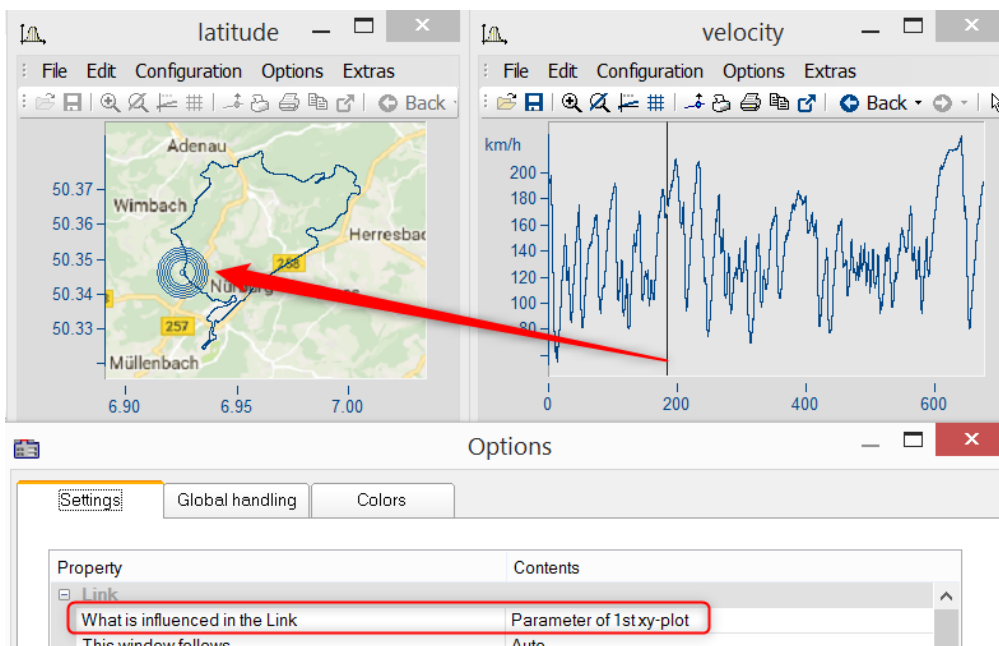 latitude
File Edit Configuration Options Extras
Back
Adenau
Wimbach
Herresbac
258
257
Müllenbach
50.37
50.36
50.35
50.34
50.33
6.90 6.95 7.00
velocity
File Edit Configuration Options Extras
Back
km/h
200
180
160
140
120
100
80
0 200 400 600
Options
Settings Global handling Colors
Property Contents
Link
What is influenced in the Link Parameter of 1st xy-plot
This window follows Auto